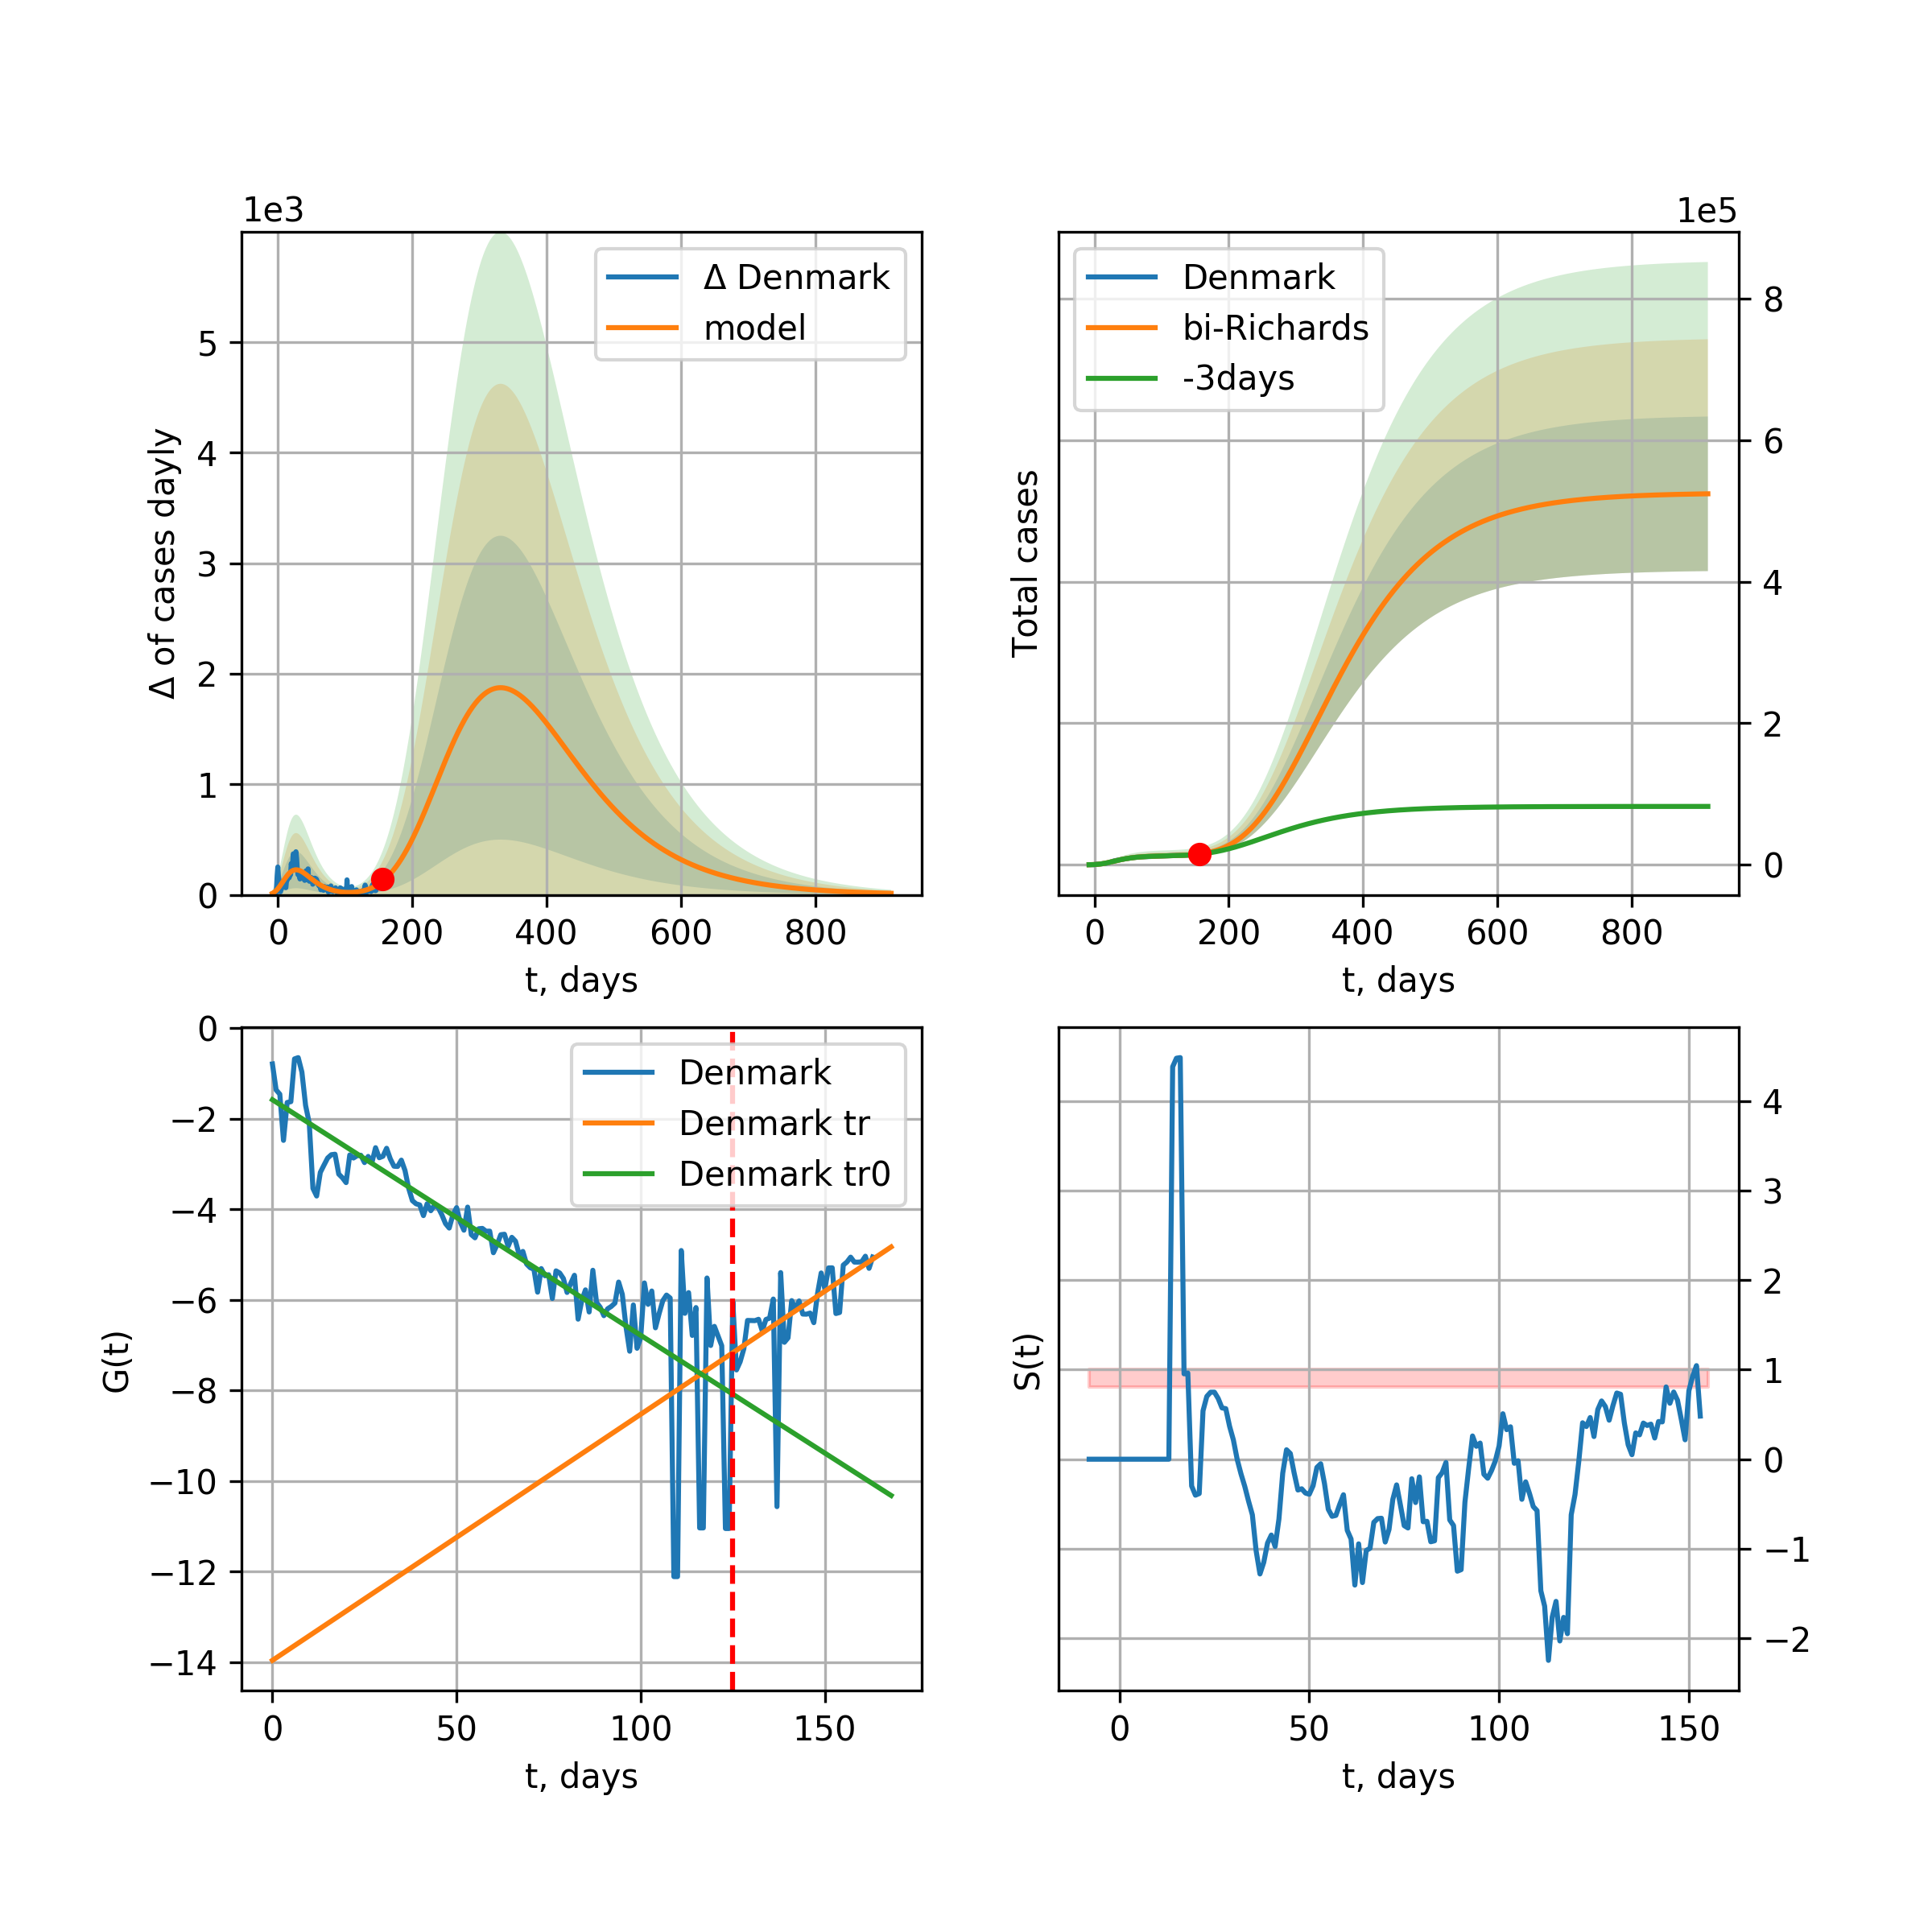 1e3
Δ of cases dayly
5
4
3
2
1
0
Δ Denmark
model
0 200 400 600 800
t, days
1e5
Total cases
Denmark
bi-Richards
-3days
8
6
4
2
0
0 200 400 600 800
t, days
G(t)
0
−2
−4
−6
−8
−10
−12
−14
Denmark
Denmark tr
Denmark tr0
0 50 100 150
t, days
S(t)
4
3
2
1
0
−1
−2
0 50 100 150
t, days